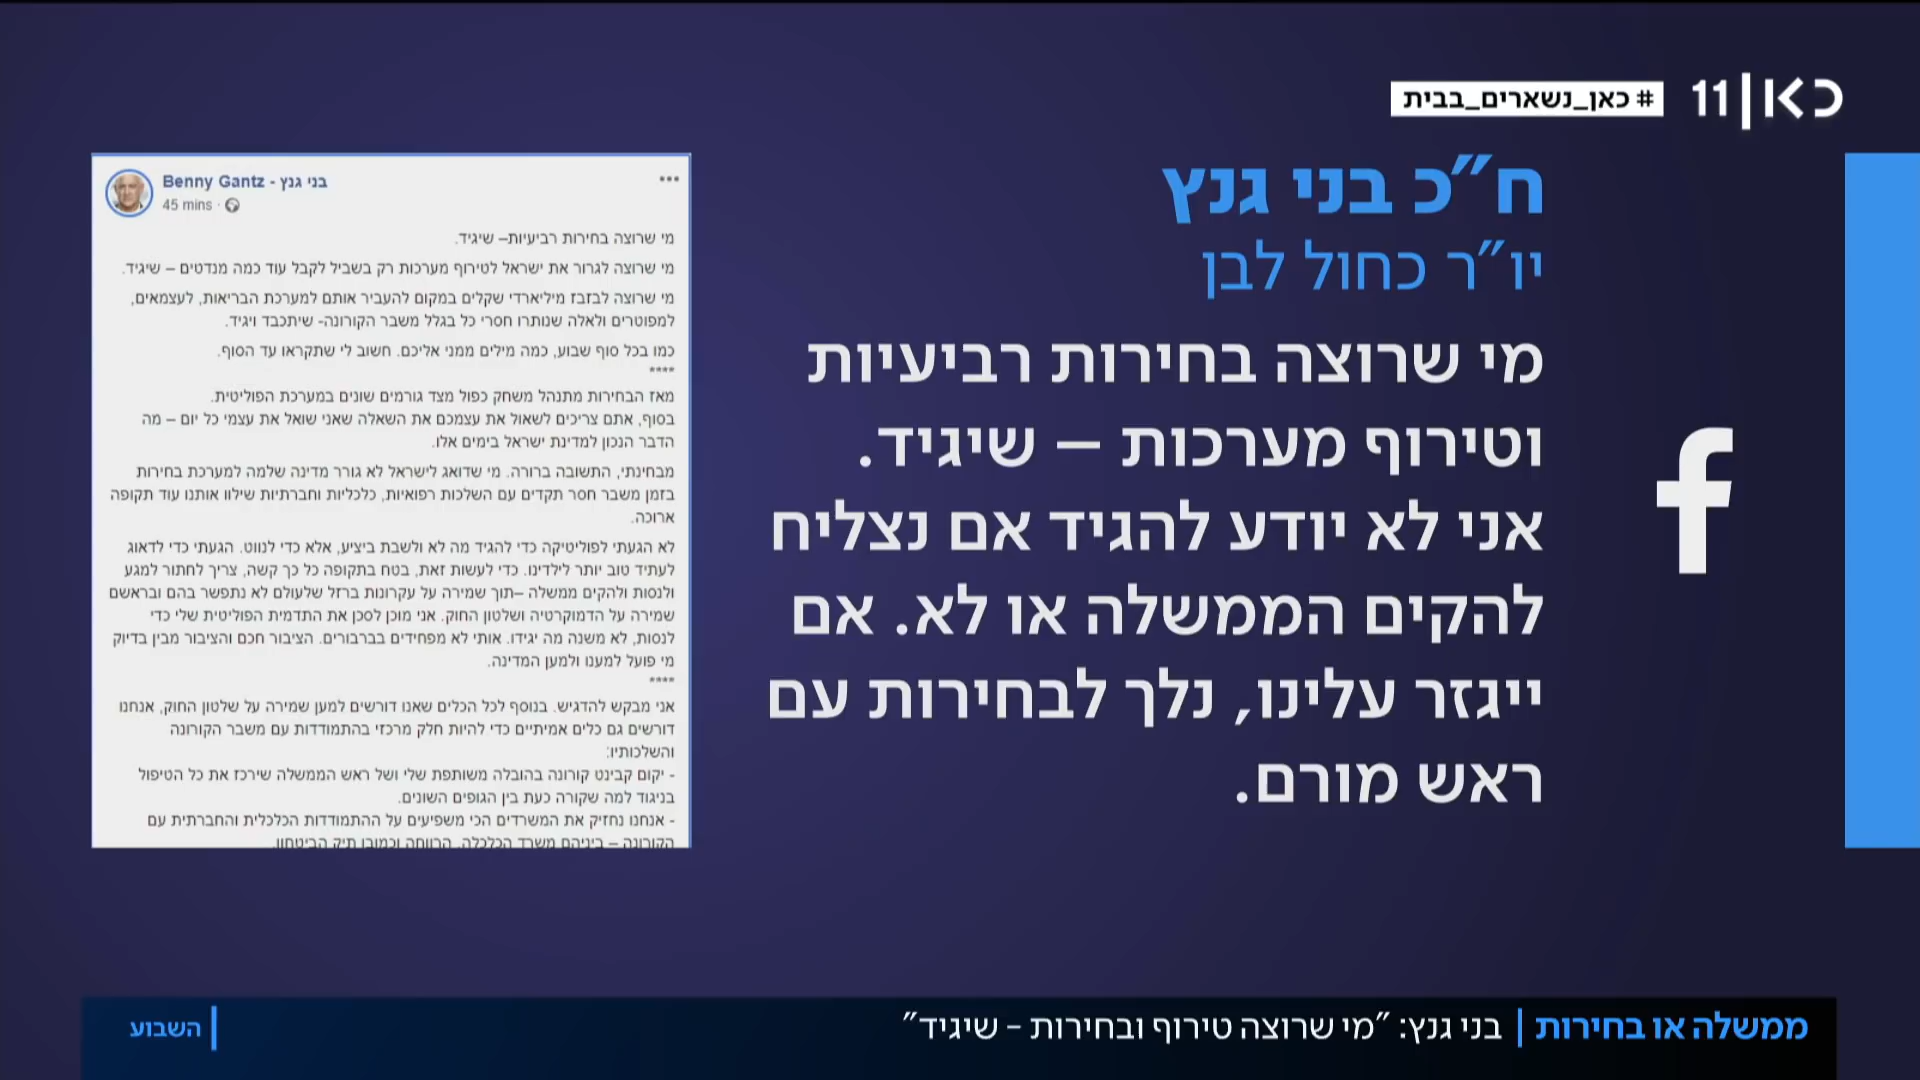 כאן 11
# כאן_נשארים_בבית
ח"כ בני גנץ
יו"ר כחול לבן
מי שרוצה בחירות רביעיות
וטירוף מערכות – שיגיד.
אני לא יודע להגיד אם נצליח
להקים הממשלה או לא. אם
ייגזר עלינו, נלך לבחירות עם
ראש מורם.
Benny Gantz - בני גנץ
45 mins ·
מי שרוצה בחירות רביעיות– שיגיד.
מי שרוצה לגרור את ישראל לטירוף מערכות רק בשביל לקבל עוד כמה מנדטים – שיגיד.
מי שרוצה לבזבז מיליארדי שקלים במקום להעביר אותם למערכת הבריאות, לעצמאים,
למפוטרים ולאלה שנותרו חסרי כל בגלל משבר הקורונה- שיתכבד ויגיד.
כמו בכל סוף שבוע, כמה מילים ממני אליכם. חשוב לי שתקראו עד הסוף.
****
מאז הבחירות מתנהל משחק כפול מצד גורמים שונים במערכת הפוליטית.
בסוף, אתם צריכים לשאול את עצמכם את השאלה שאני שואל את עצמי כל יום – מה
הדבר הנכון למדינת ישראל בימים אלו.
מבחינתי, התשובה ברורה. מי שדואג לישראל לא גורר מדינה שלמה למערכת בחירות
בזמן משבר חסר תקדים עם השלכות רפואיות, כלכליות וחברתיות שילוו אותנו עוד תקופה
ארוכה.
לא הגעתי לפוליטיקה כדי להגיד מה לא ולשבת ביציע, אלא כדי לנווט. הגעתי כדי לדאוג
לעתיד טוב יותר לילדינו. כדי לעשות זאת, בטח בתקופה כל כך קשה, צריך לחתור למגע
ולנסות ולהקים ממשלה –תוך שמירה על עקרונות ברזל שלעולם לא נתפשר בהם ובראשם
שמירה על הדמוקרטיה ושלטון החוק. אני מוכן לסכן את התדמית הפוליטית שלי כדי
לנסות, לא משנה מה יגידו. אותי לא מפחידים בברבורים. הציבור חכם והציבור מבין בדיוק
מי פועל למענו ולמען המדינה.
****
אני מבקש להדגיש. בנוסף לכל הכלים שאנו דורשים למען שמירה על שלטון החוק, אנחנו
דורשים גם כלים אמיתיים כדי להיות חלק מרכזי בהתמודדות עם משבר הקורונה
והשלכותיו:
- יקום קבינט קורונה בהובלה משותפת שלי ושל ראש הממשלה שירכז את כל הטיפול
בניגוד למה שקורה כעת בין הגופים השונים.
- אנחנו נחזיק את המשרדים הכי משפיעים על ההתמודדות הכלכלית והחברתית עם
הקורונה – ביניהם משרד הכלכלה, הרווחה וכמובן תיק הביטחון.
ממשלה או בחירות | בני גנץ: "מי שרוצה טירוף ובחירות - שיגיד"
השבוע